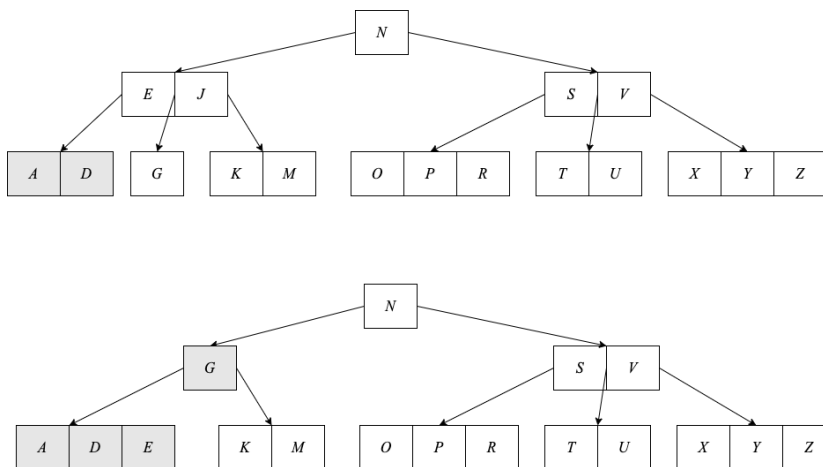 N
E J S V
A D G K M O P R T U X Y Z
N
G S V
A D E K M O P R T U X Y Z